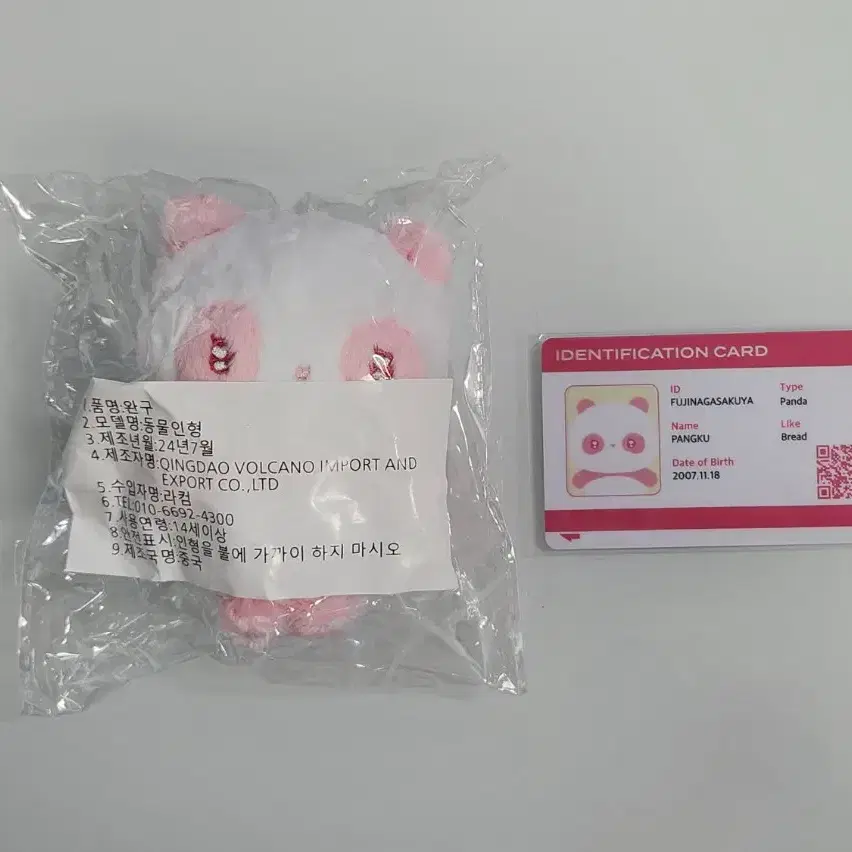 1.품명:완구
2.모델명:동물인형
3.제조년월:24년7월
4.제조자명:QINGDAO VOLCANO IMPORT AND
EXPORT CO.,LTD
5.수입자명:라컴
6.TEL:010-6692-4300
7.사용연령:14세이상
8.안전표시:인형을 불에 가까이 하지 마시오
9.제조국명:중국
IDENTIFICATION CARD
ID
FUJINAGASAKUYA
Type
Panda
Name
PANGKU
Like
Bread
Date of Birth
2007.11.18